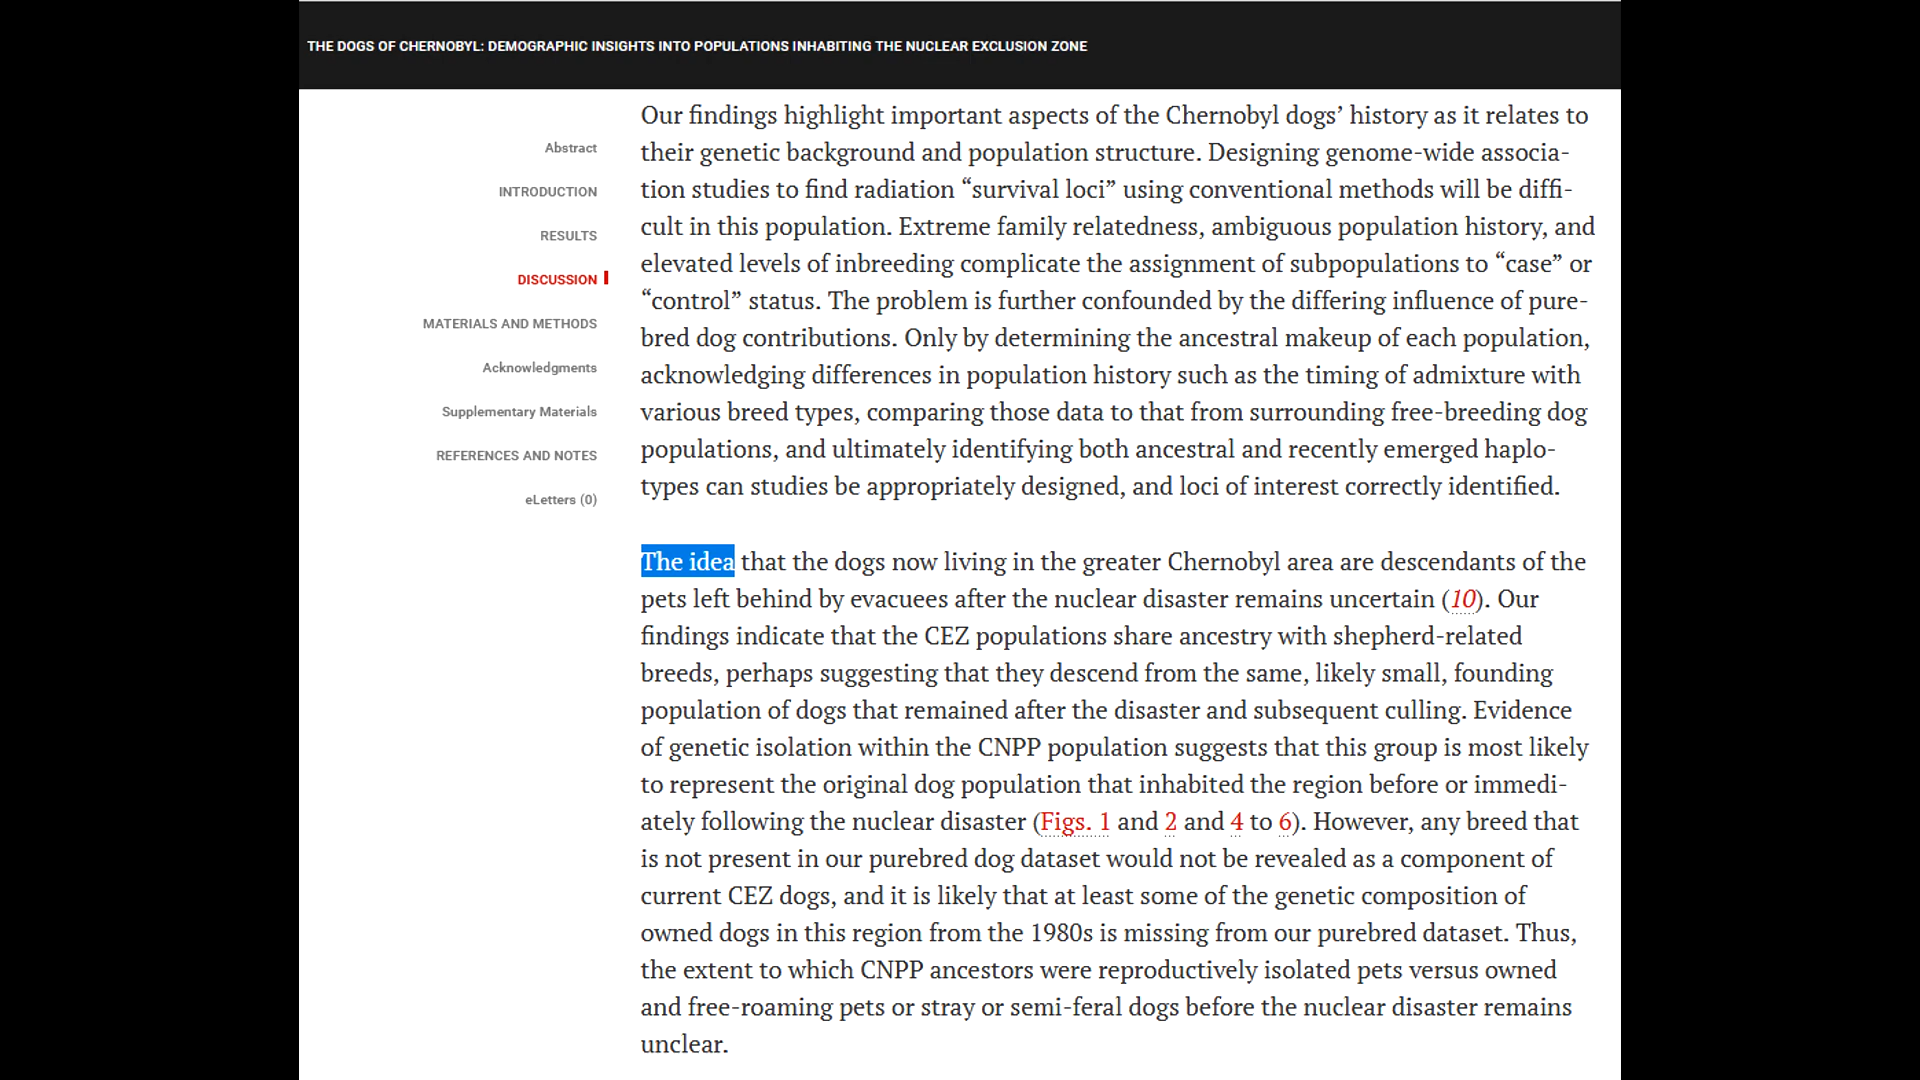 THE DOGS OF CHERNOBYL: DEMOGRAPHIC INSIGHTS INTO POPULATIONS INHABITING THE NUCLEAR EXCLUSION ZONE
Abstract
INTRODUCTION
RESULTS
DISCUSSION
MATERIALS AND METHODS
Acknowledgments
Supplementary Materials
REFERENCES AND NOTES
eLetters (0)
Our findings highlight important aspects of the Chernobyl dogs’ history as it relates to
their genetic background and population structure. Designing genome-wide associa-
tion studies to find radiation “survival loci” using conventional methods will be diffi-
cult in this population. Extreme family relatedness, ambiguous population history, and
elevated levels of inbreeding complicate the assignment of subpopulations to “case” or
“control” status. The problem is further confounded by the differing influence of pure-
bred dog contributions. Only by determining the ancestral makeup of each population,
acknowledging differences in population history such as the timing of admixture with
various breed types, comparing those data to that from surrounding free-breeding dog
populations, and ultimately identifying both ancestral and recently emerged haplo-
types can studies be appropriately designed, and loci of interest correctly identified.
The idea that the dogs now living in the greater Chernobyl area are descendants of the
pets left behind by evacuees after the nuclear disaster remains uncertain (10). Our
findings indicate that the CEZ populations share ancestry with shepherd-related
breeds, perhaps suggesting that they descend from the same, likely small, founding
population of dogs that remained after the disaster and subsequent culling. Evidence
of genetic isolation within the CNPP population suggests that this group is most likely
to represent the original dog population that inhabited the region before or immedi-
ately following the nuclear disaster (Figs. 1 and 2 and 4 to 6). However, any breed that
is not present in our purebred dog dataset would not be revealed as a component of
current CEZ dogs, and it is likely that at least some of the genetic composition of
owned dogs in this region from the 1980s is missing from our purebred dataset. Thus,
the extent to which CNPP ancestors were reproductively isolated pets versus owned
and free-roaming pets or stray or semi-feral dogs before the nuclear disaster remains
unclear.